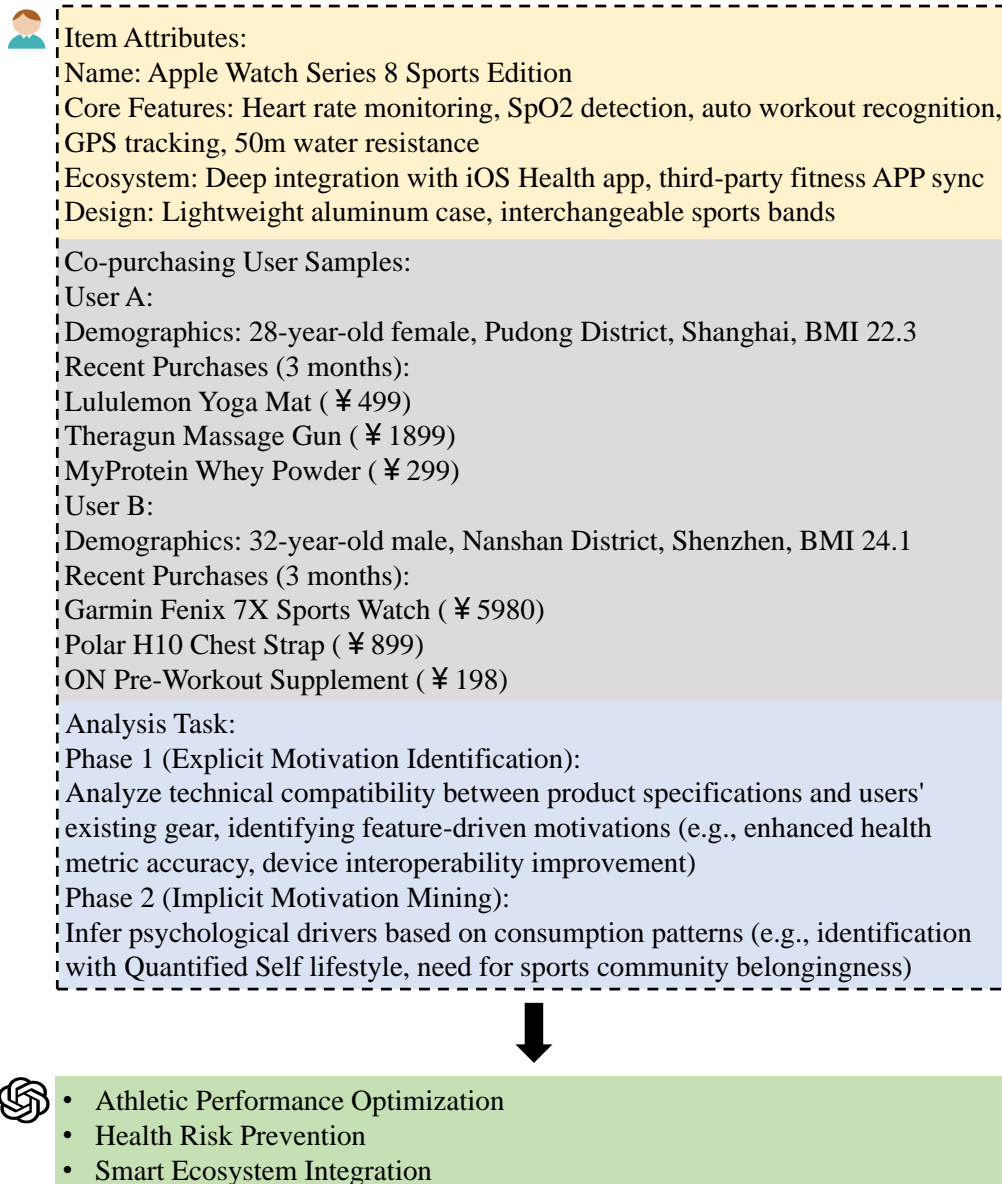 Item Attributes:
Name: Apple Watch Series 8 Sports Edition
Core Features: Heart rate monitoring, SpO2 detection, auto workout recognition,
GPS tracking, 50m water resistance
Ecosystem: Deep integration with iOS Health app, third-party fitness APP sync
Design: Lightweight aluminum case, interchangeable sports bands
Co-purchasing User Samples:
User A:
Demographics: 28-year-old female, Pudong District, Shanghai, BMI 22.3
Recent Purchases (3 months):
Lululemon Yoga Mat (¥499)
Theragun Massage Gun (¥1899)
MyProtein Whey Powder (¥299)
User B:
Demographics: 32-year-old male, Nanshan District, Shenzhen, BMI 24.1
Recent Purchases (3 months):
Garmin Fenix 7X Sports Watch (¥5980)
Polar H10 Chest Strap (¥899)
ON Pre-Workout Supplement (¥198)
Analysis Task:
Phase 1 (Explicit Motivation Identification):
Analyze technical compatibility between product specifications and users'
existing gear, identifying feature-driven motivations (e.g., enhanced health
metric accuracy, device interoperability improvement)
Phase 2 (Implicit Motivation Mining):
Infer psychological drivers based on consumption patterns (e.g., identification
with Quantified Self lifestyle, need for sports community belongingness)
• Athletic Performance Optimization
• Health Risk Prevention
• Smart Ecosystem Integration